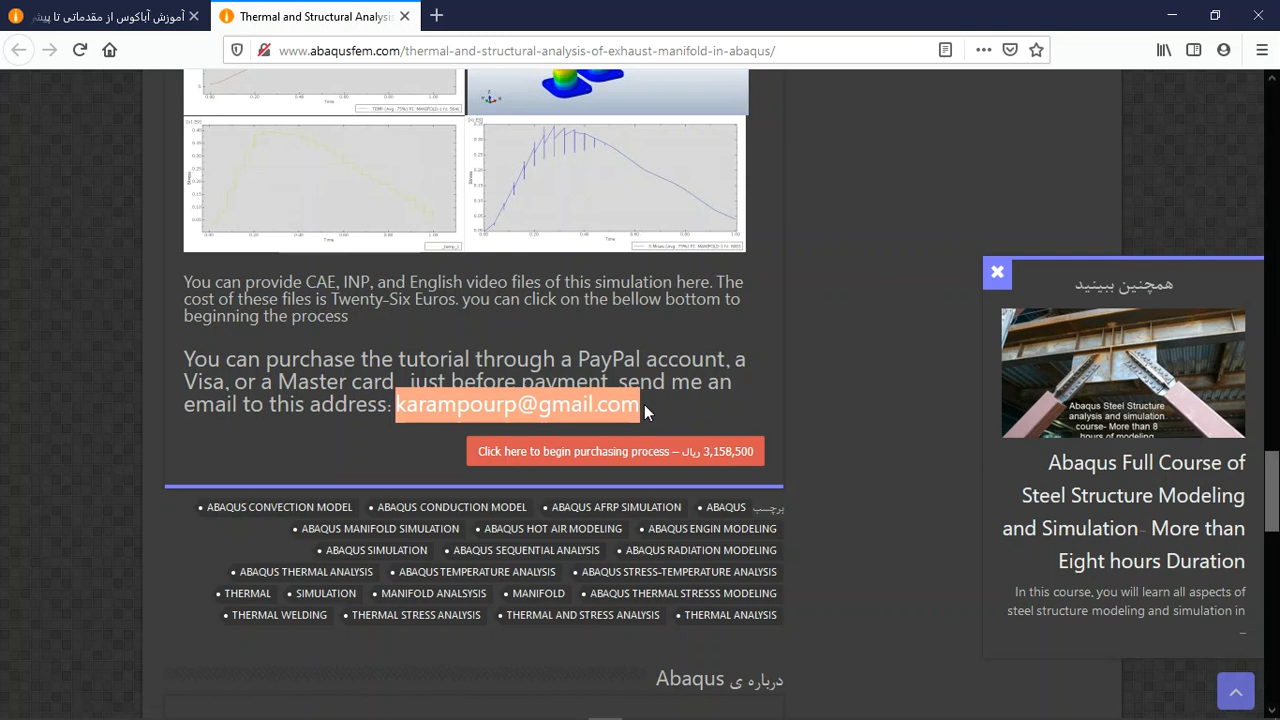 آموزش آباکوس از مقدماتی تا پیشر
Thermal and Structural Analysis
www.abaqusfem.com/thermal-and-structural-analysis-of-exhaust-manifold-in-abaqus/
You can provide CAE, INP, and English video files of this simulation here. The
cost of these files is Twenty-Six Euros. you can click on the bellow bottom to
beginning the process
You can purchase the tutorial through a PayPal account, a
Visa, or a Master card, just before payment, send me an
email to this address: karampourp@gmail.com
Click here to begin purchasing process – 3,158,500 ریال
برچسب
• ABAQUS CONVECTION MODEL • ABAQUS CONDUCTION MODEL • ABAQUS AFRP SIMULATION • ABAQUS
• ABAQUS MANIFOLD SIMULATION • ABAQUS HOT AIR MODELING • ABAQUS ENGIN MODELING
• ABAQUS SIMULATION • ABAQUS SEQUENTIAL ANALYSIS • ABAQUS RADIATION MODELING
• ABAQUS THERMAL ANALYSIS • ABAQUS TEMPERATURE ANALYSIS • ABAQUS STRESS-TEMPERATURE ANALYSIS
• THERMAL • SIMULATION • MANIFOLD ANALYSIS • MANIFOLD • ABAQUS THERMAL STRESSS MODELING
• THERMAL WELDING • THERMAL STRESS ANALYSIS • THERMAL AND STRESS ANALYSIS • THERMAL ANALYSIS
درباره ی Abaqus
همچنین ببینید
Abaqus Steel Structure
analysis and simulation
course- More than 8
hours of modeling
Abaqus Full Course of
Steel Structure Modeling
and Simulation– More than
Eight hours Duration
In this course, you will learn all aspects of
steel structure modeling and simulation in